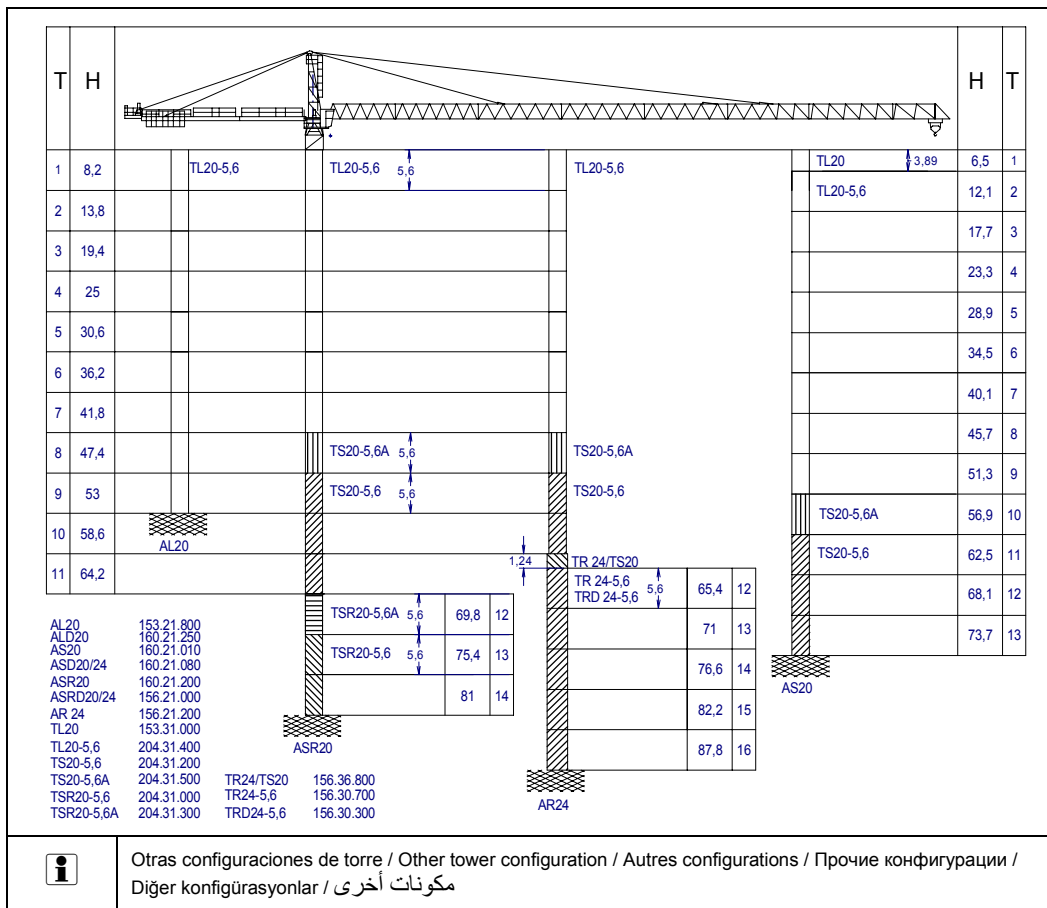 T H H T
1 8,2 TL20-5,6 TL20-5,6 5,6 TL20-5,6 TL20 3,89 6,5 1
2 13,8 TL20-5,6 12,1 2
3 19,4 17,7 3
4 25 23,3 4
5 30,6 28,9 5
6 36,2 34,5 6
7 41,8 40,1 7
8 47,4 TS20-5,6A 5,6 TS20-5,6A 45,7 8
9 53 TS20-5,6 5,6 TS20-5,6 51,3 9
10 58,6 AL20 TS20-5,6A 56,9 10
11 64,2 1,24 TR 24/TS20 TS20-5,6 62,5 11
TR 24-5,6
TRD 24-5,6 5,6 65,4 12 68,1 12
TSR20-5,6A 5,6 69,8 12 71 13 73,7 13
TSR20-5,6 5,6 75,4 13 76,6 14 AS20
81 14 82,2 15
ASR20 87,8 16
AR24
AL20 153.21.800
ALD20 160.21.250
AS20 160.21.010
ASD20/24 160.21.080
ASR20 160.21.200
ASRD20/24 156.21.000
AR 24 156.21.200
TL20 153.31.000
TL20-5,6 204.31.400
TS20-5,6 204.31.200
TS20-5,6A 204.31.500 TR24/TS20 156.36.800
TSR20-5,6 204.31.000 TR24-5,6 156.30.700
TSR20-5,6A 204.31.300 TRD24-5,6 156.30.300
Otras configuraciones de torre / Other tower configuration / Autres configurations / Прочие конфигурации /
Diğer konfigürasyonlar / مكونات أخرى